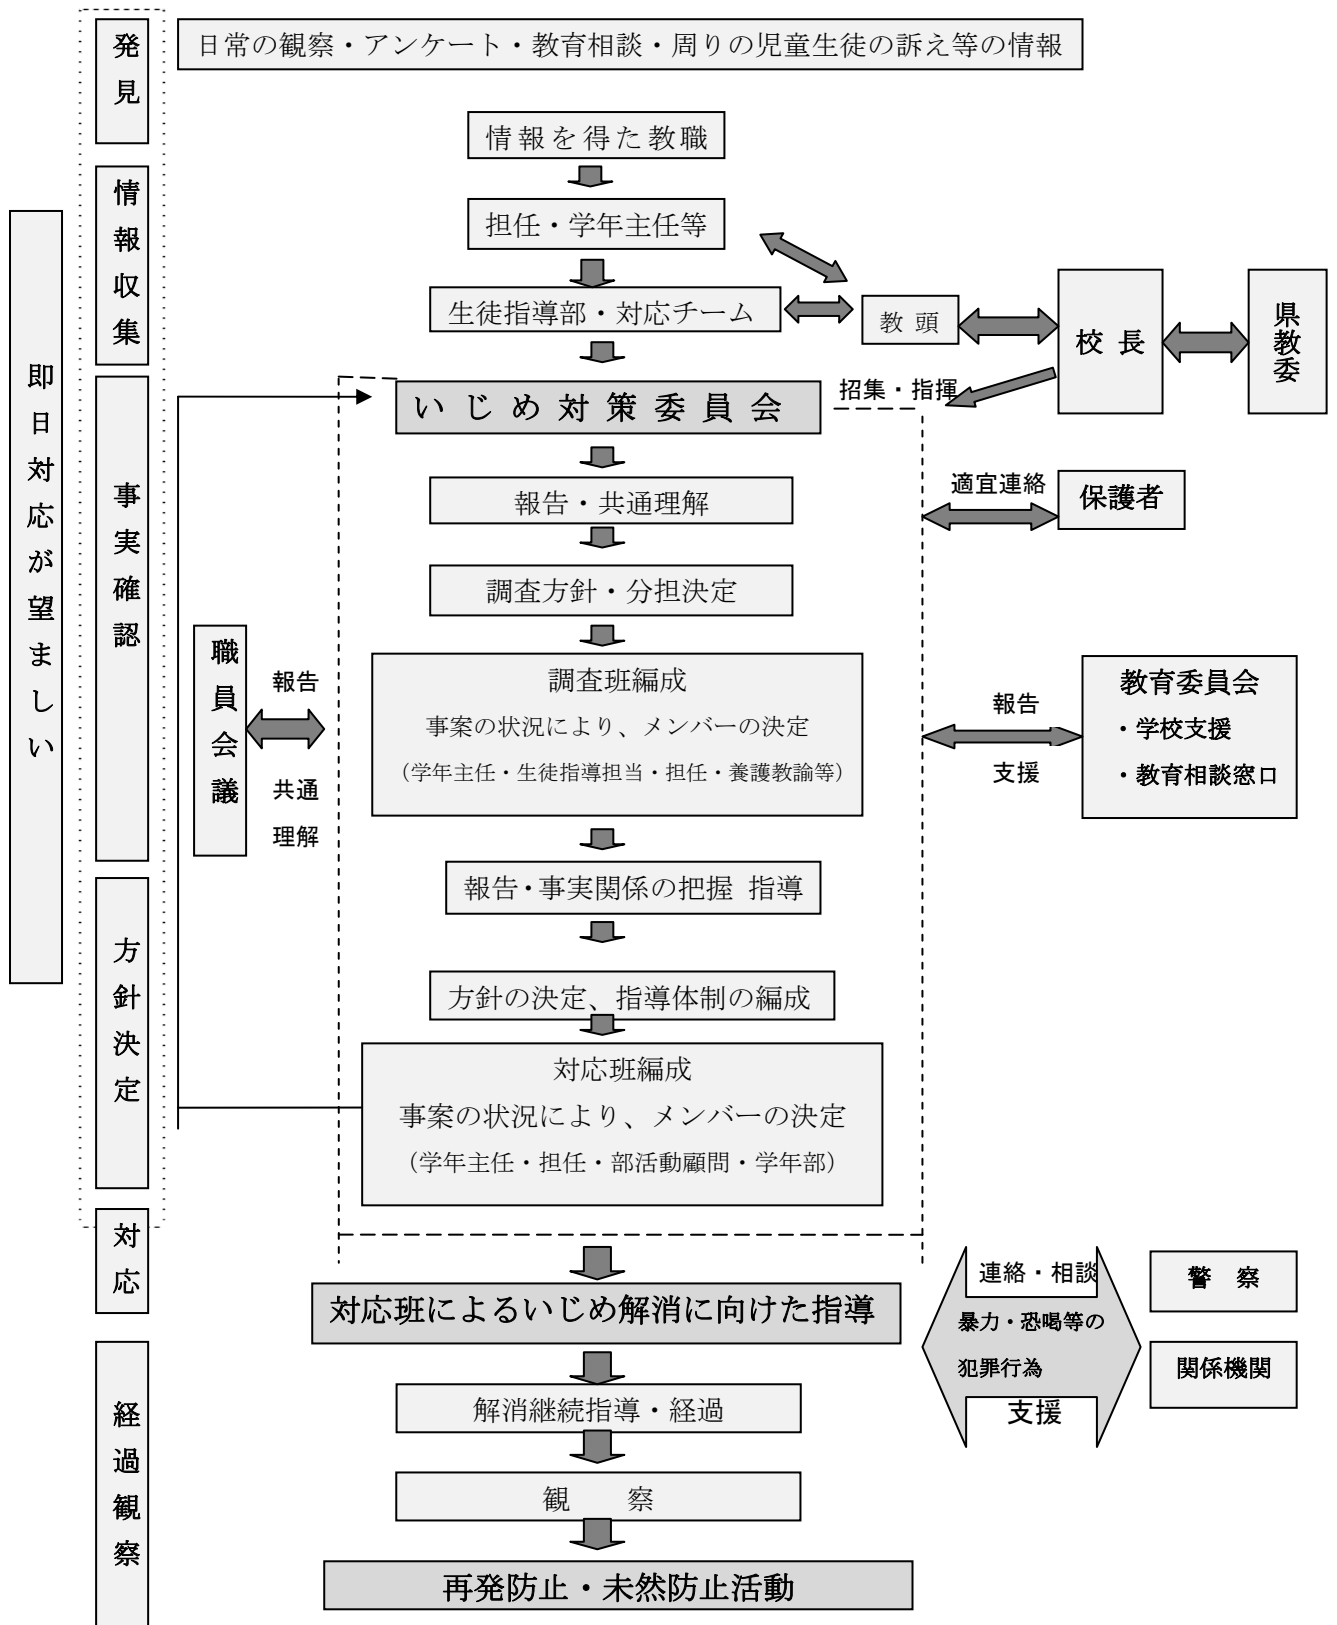 発見
日常の観察・アンケート・教育相談・周りの児童生徒の訴え等の情報
情報を得た教職
情報収集
担任・学年主任等
生徒指導部・対応チーム
教 頭
校 長
県教委
即日対応が望ましい
事実確認
いじめ対策委員会
招集・指揮
報告・共通理解
適宜連絡
保護者
調査方針・分担決定
職員会議
報告
共通
理解
調査班編成
事案の状況により、メンバーの決定
（学年主任・生徒指導担当・担任・養護教諭等）
報告
支援
教育委員会
・学校支援
・教育相談窓口
報告・事実関係の把握 指導
方針決定
方針の決定、指導体制の編成
対応班編成
事案の状況により、メンバーの決定
（学年主任・担任・部活動顧問・学年部）
対応
対応班によるいじめ解消に向けた指導
連絡・相談
暴力・恐喝等の
犯罪行為
支援
警 察
関係機関
経過観察
解消継続指導・経過
観 察
再発防止・未然防止活動